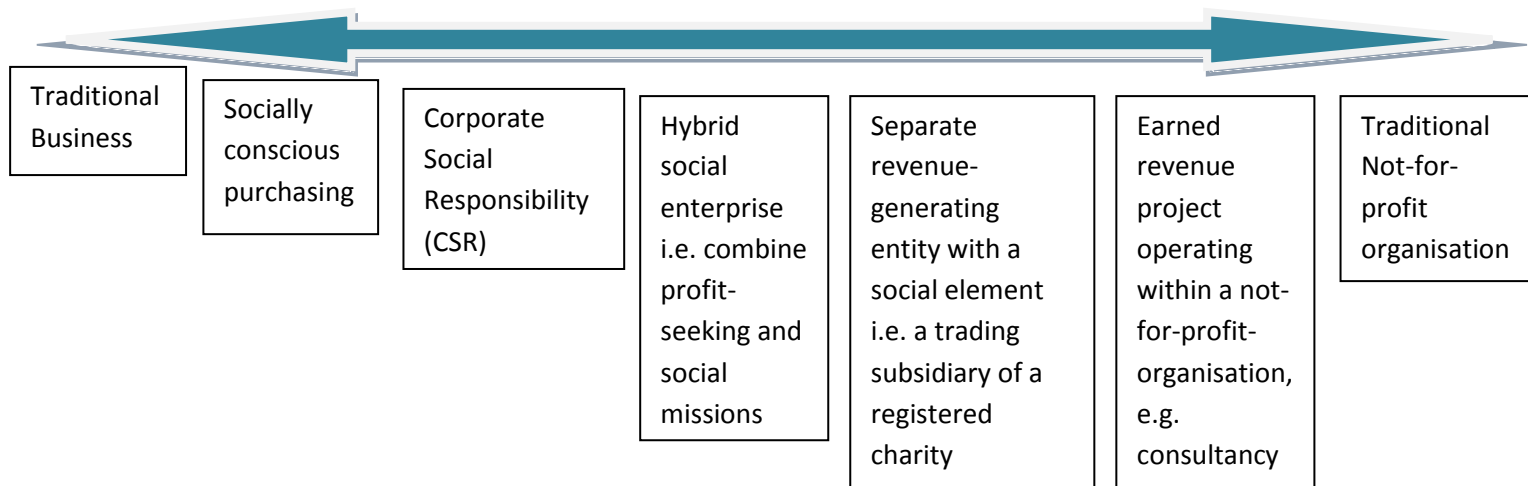 Traditional
Business
Socially
conscious
purchasing
Corporate
Social
Responsibility
(CSR)
Hybrid
social
enterprise
i.e. combine
profit-
seeking and
social
missions
Separate
revenue-
generating
entity with a
social element
i.e. a trading
subsidiary of a
registered
charity
Earned
revenue
project
operating
within a not-
for-profit-
organisation,
e.g.
consultancy
Traditional
Not-for-
profit
organisation